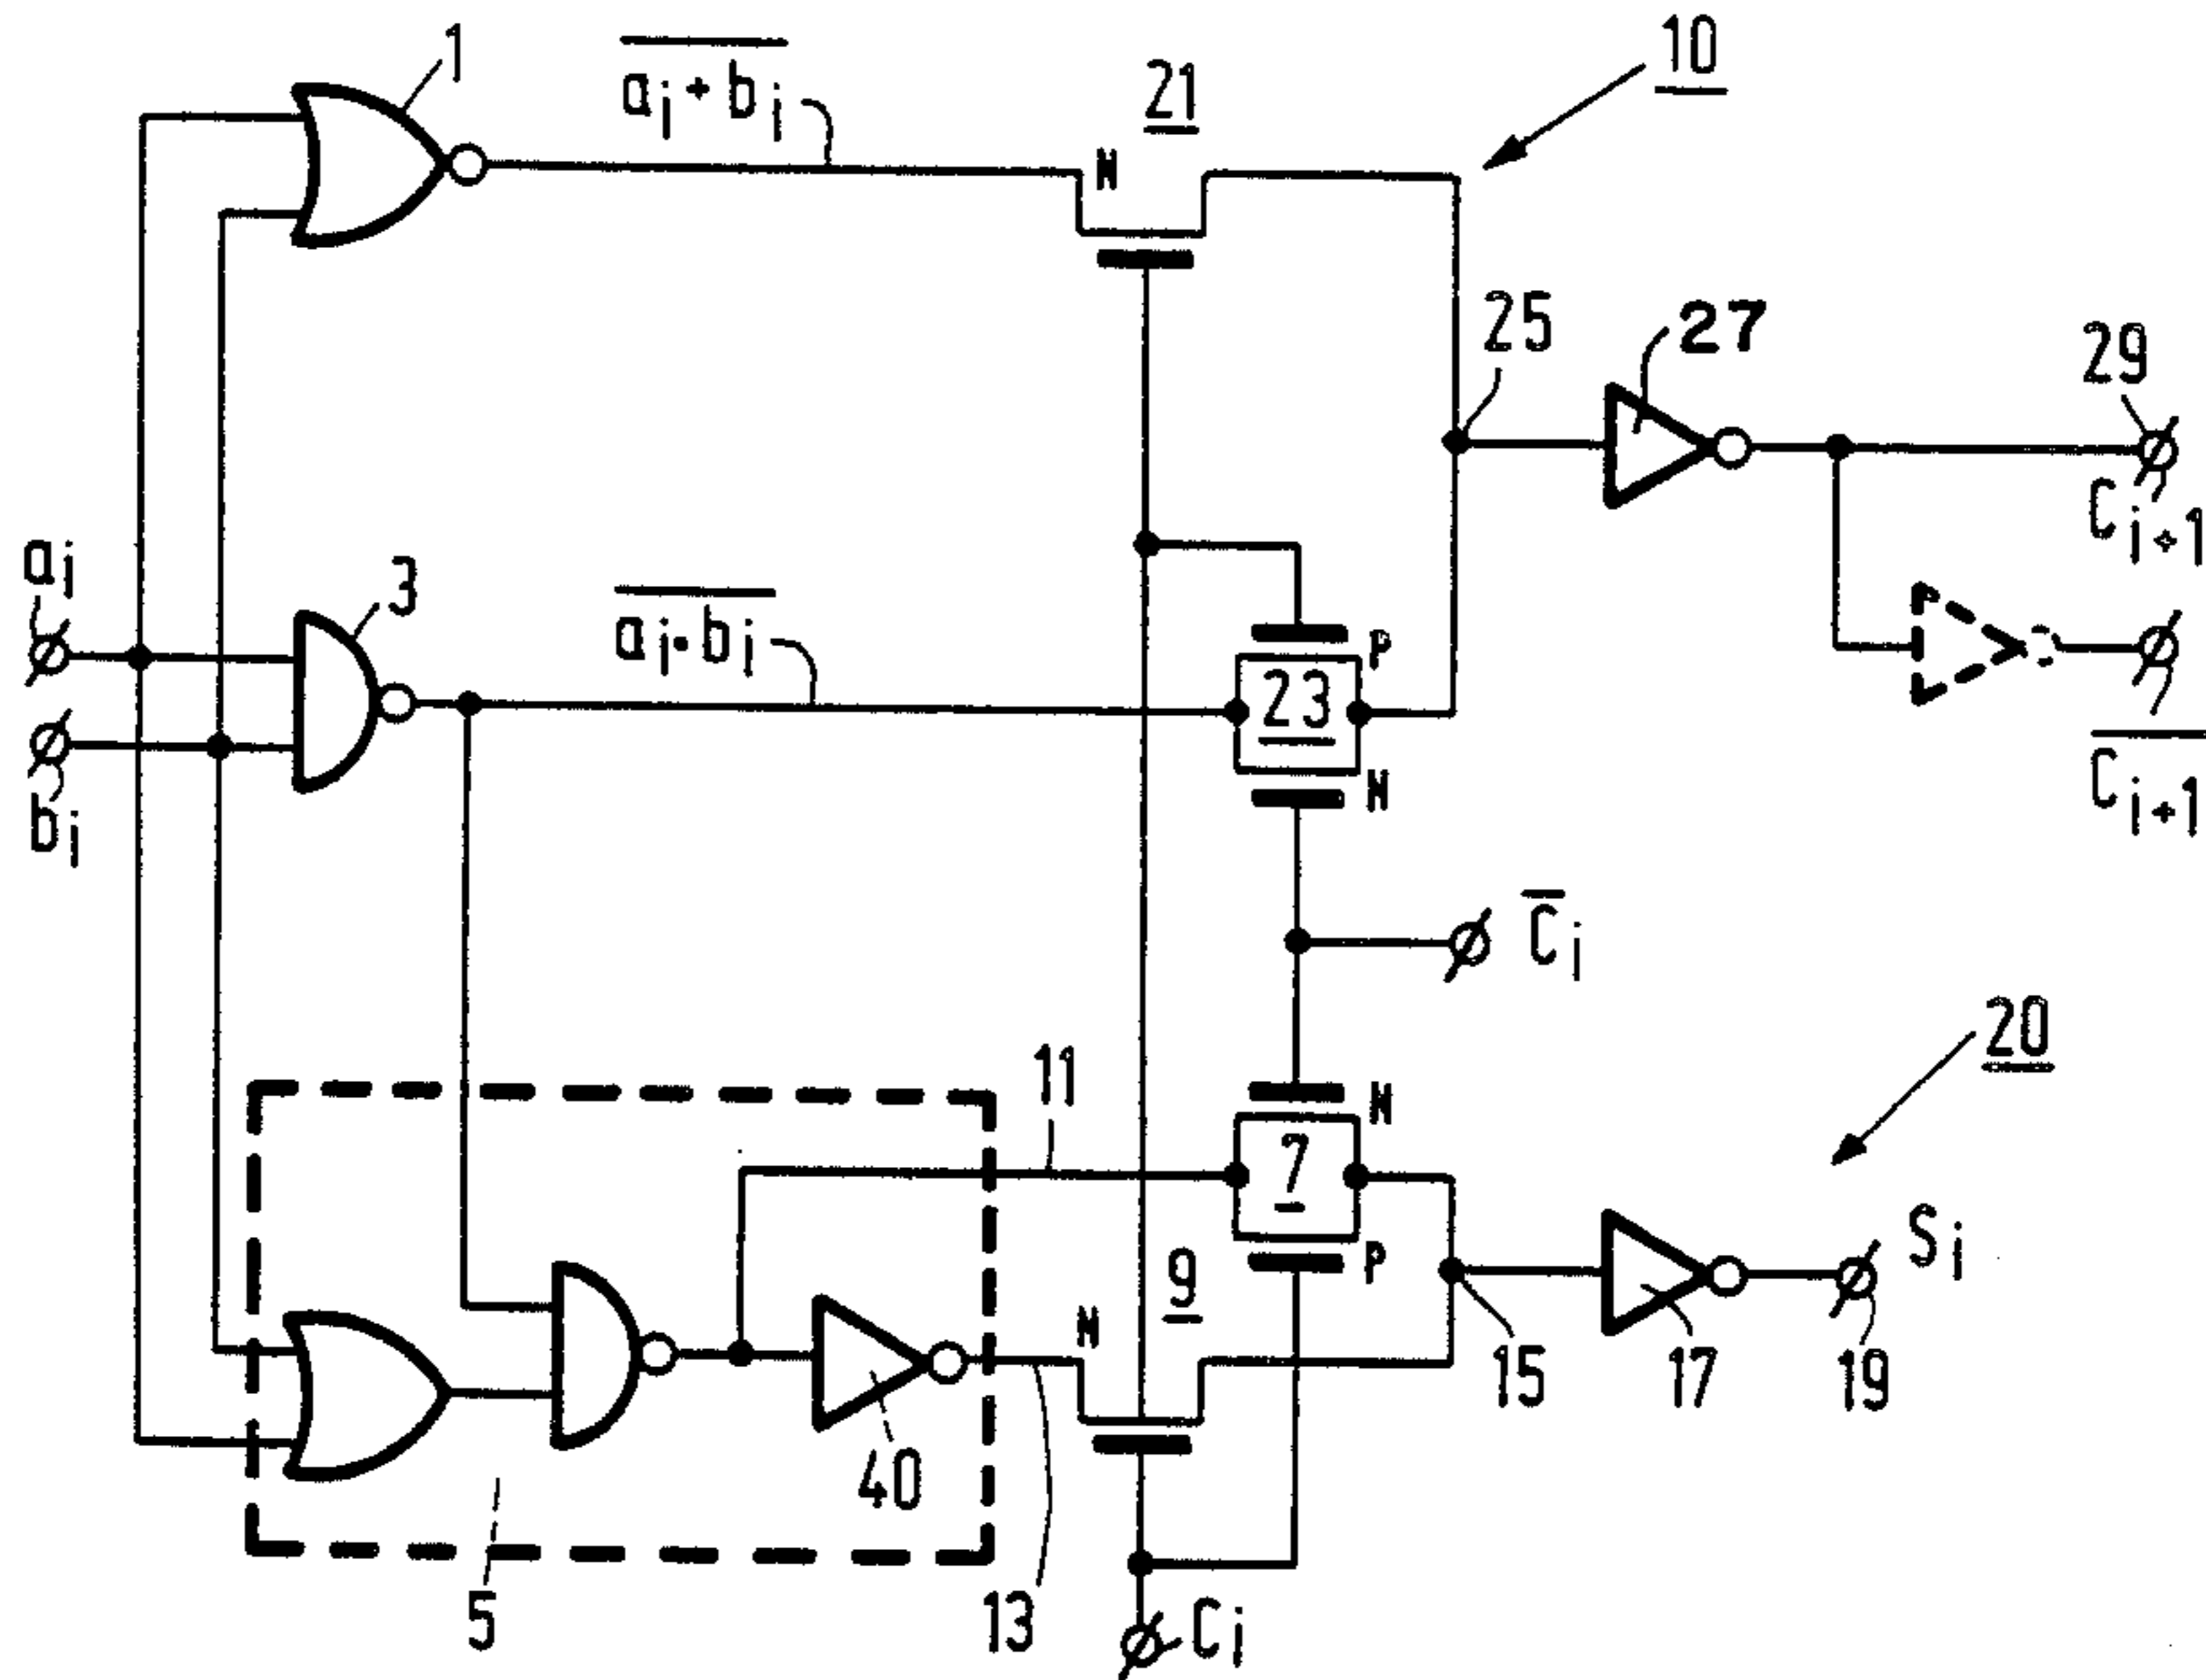 1
a̅i̅ ̅+̅ ̅b̅i̅
21
10
N
25
27
29
Ci+1
ai
3
a̅i̅ ̅·̅ ̅b̅i̅
P
23
N
bi
C̅i̅+̅1̅
C̅i
20
11
N
7
Si
9
P
N
15
17
19
40
5
13
Ci